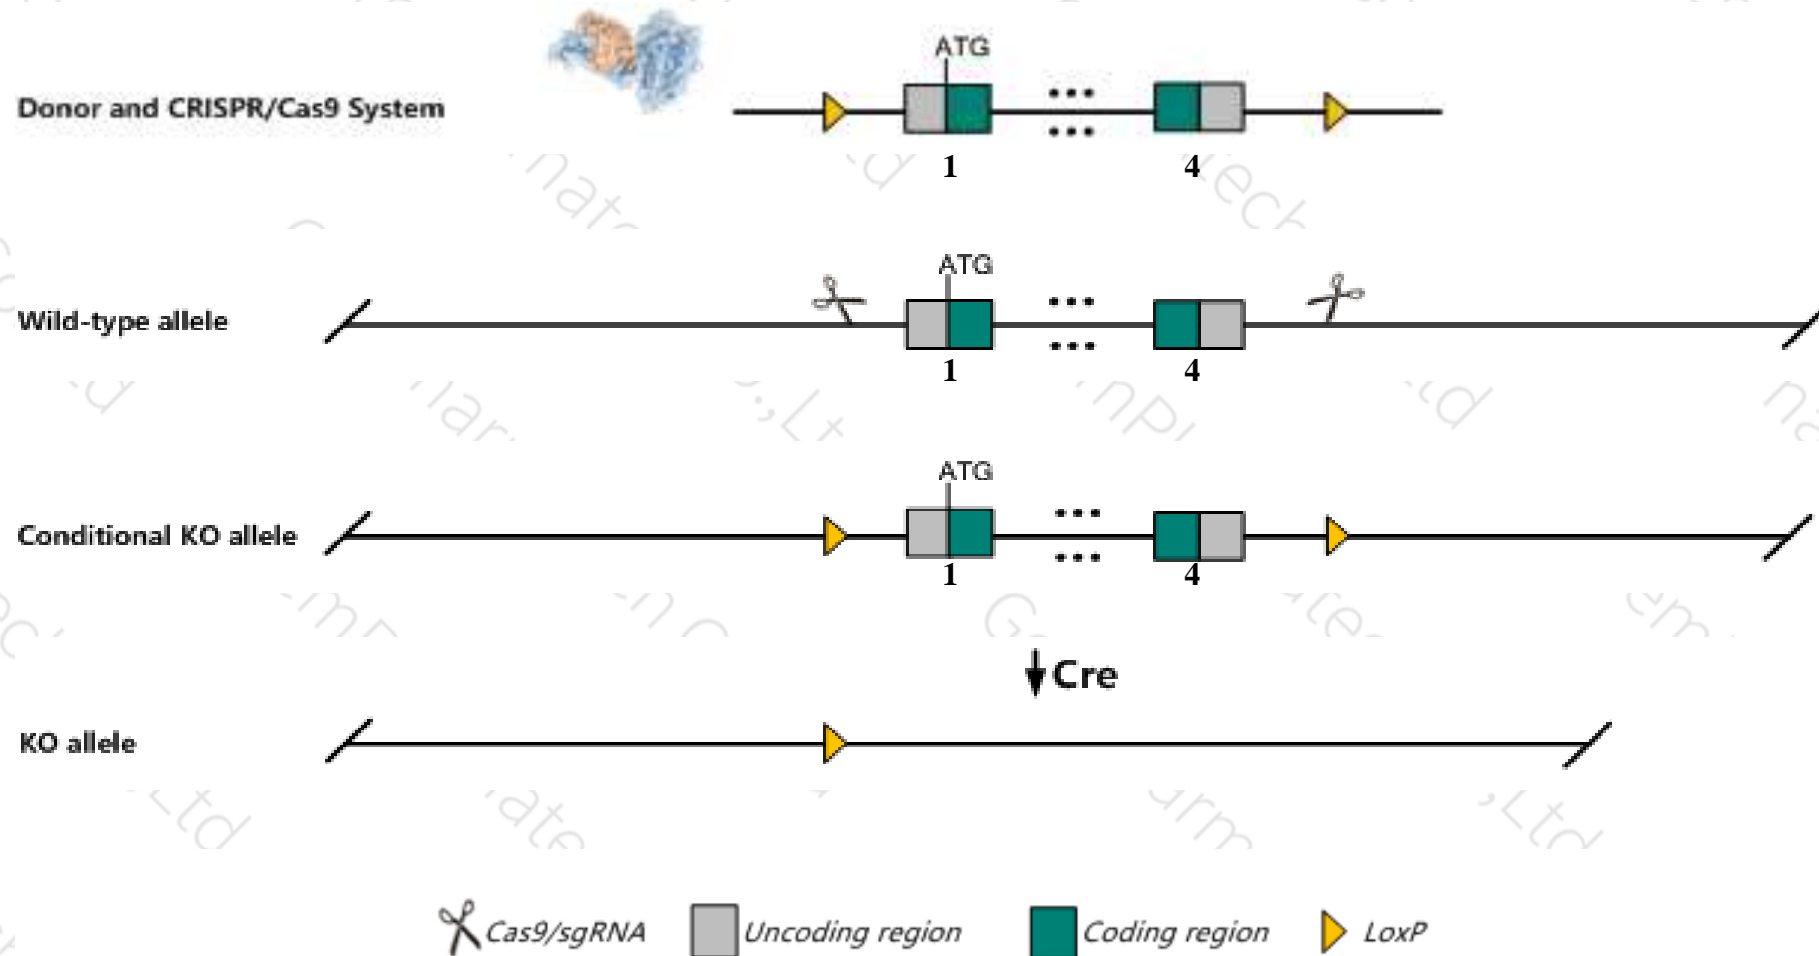 ATG
Donor and CRISPR/Cas9 System
1 4
ATG
Wild-type allele
1 4
ATG
Conditional KO allele
1 4
Cre
KO allele
Cas9/sgRNA Uncoding region Coding region LoxP